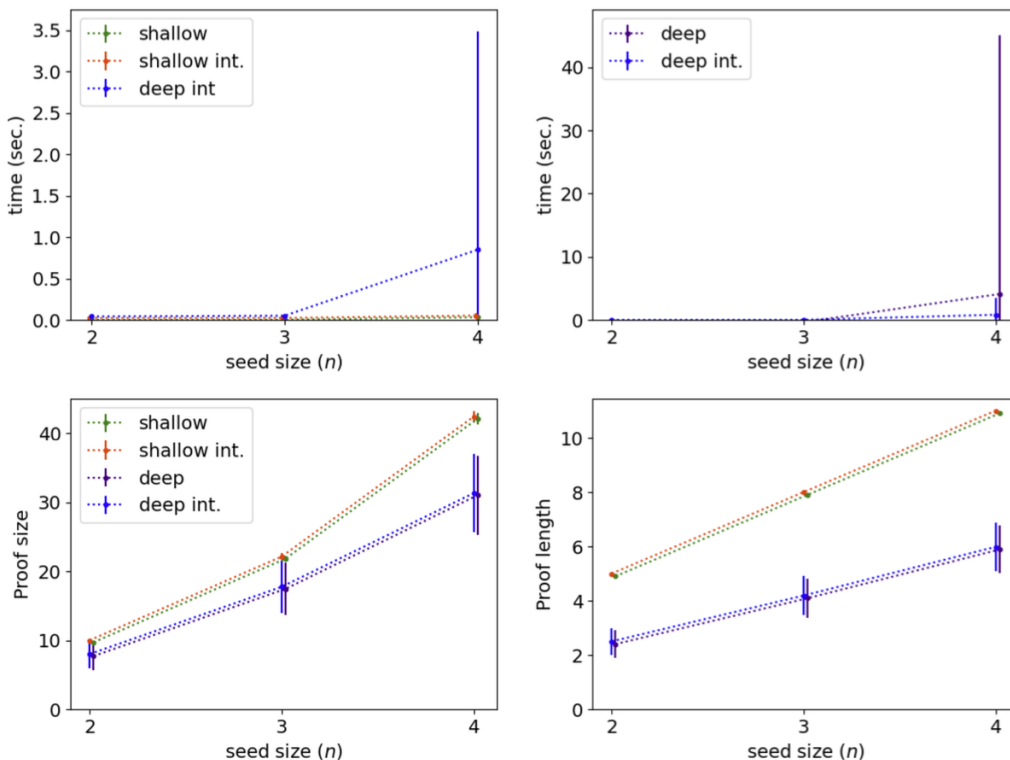 3.5
3.0
2.5
2.0
1.5
1.0
0.5
0.0
time (sec.)
shallow
shallow int.
deep int
2
3
4
seed size (n)
40
30
20
10
0
time (sec.)
deep
deep int.
2
3
4
seed size (n)
40
30
20
10
0
Proof size
shallow
shallow int.
deep
deep int.
2
3
4
seed size (n)
10
8
6
4
2
0
Proof length
2
3
4
seed size (n)